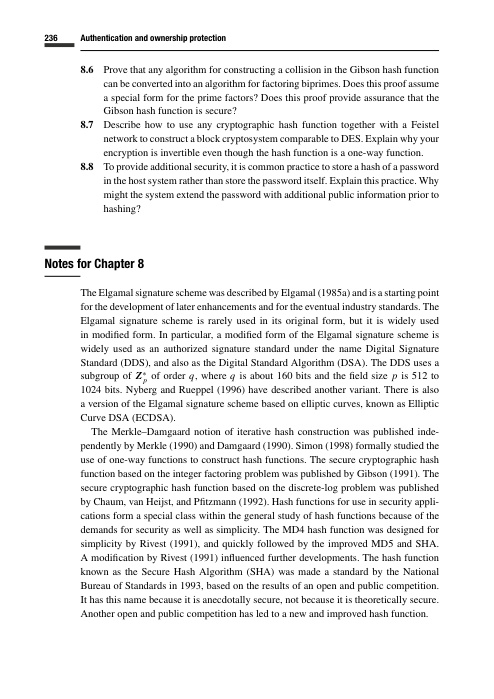 236 Authentication and ownership protection
8.6 Prove that any algorithm for constructing a collision in the Gibson hash function
can be converted into an algorithm for factoring biprimes. Does this proof assume
a special form for the prime factors? Does this proof provide assurance that the
Gibson hash function is secure?
8.7 Describe how to use any cryptographic hash function together with a Feistel
network to construct a block cryptosystem comparable to DES. Explain why your
encryption is invertible even though the hash function is a one-way function.
8.8 To provide additional security, it is common practice to store a hash of a password
in the host system rather than store the password itself. Explain this practice. Why
might the system extend the password with additional public information prior to
hashing?
Notes for Chapter 8
The Elgamal signature scheme was described by Elgamal (1985a) and is a starting point
for the development of later enhancements and for the eventual industry standards. The
Elgamal signature scheme is rarely used in its original form, but it is widely used
in modified form. In particular, a modified form of the Elgamal signature scheme is
widely used as an authorized signature standard under the name Digital Signature
Standard (DDS), and also as the Digital Standard Algorithm (DSA). The DDS uses a
subgroup of Z*p of order q, where q is about 160 bits and the field size p is 512 to
1024 bits. Nyberg and Rueppel (1996) have described another variant. There is also
a version of the Elgamal signature scheme based on elliptic curves, known as Elliptic
Curve DSA (ECDSA).
The Merkle–Damgaard notion of iterative hash construction was published inde-
pendently by Merkle (1990) and Damgaard (1990). Simon (1998) formally studied the
use of one-way functions to construct hash functions. The secure cryptographic hash
function based on the integer factoring problem was published by Gibson (1991). The
secure cryptographic hash function based on the discrete-log problem was published
by Chaum, van Heijst, and Pfitzmann (1992). Hash functions for use in security appli-
cations form a special class within the general study of hash functions because of the
demands for security as well as simplicity. The MD4 hash function was designed for
simplicity by Rivest (1991), and quickly followed by the improved MD5 and SHA.
A modification by Rivest (1991) influenced further developments. The hash function
known as the Secure Hash Algorithm (SHA) was made a standard by the National
Bureau of Standards in 1993, based on the results of an open and public competition.
It has this name because it is anecdotally secure, not because it is theoretically secure.
Another open and public competition has led to a new and improved hash function.